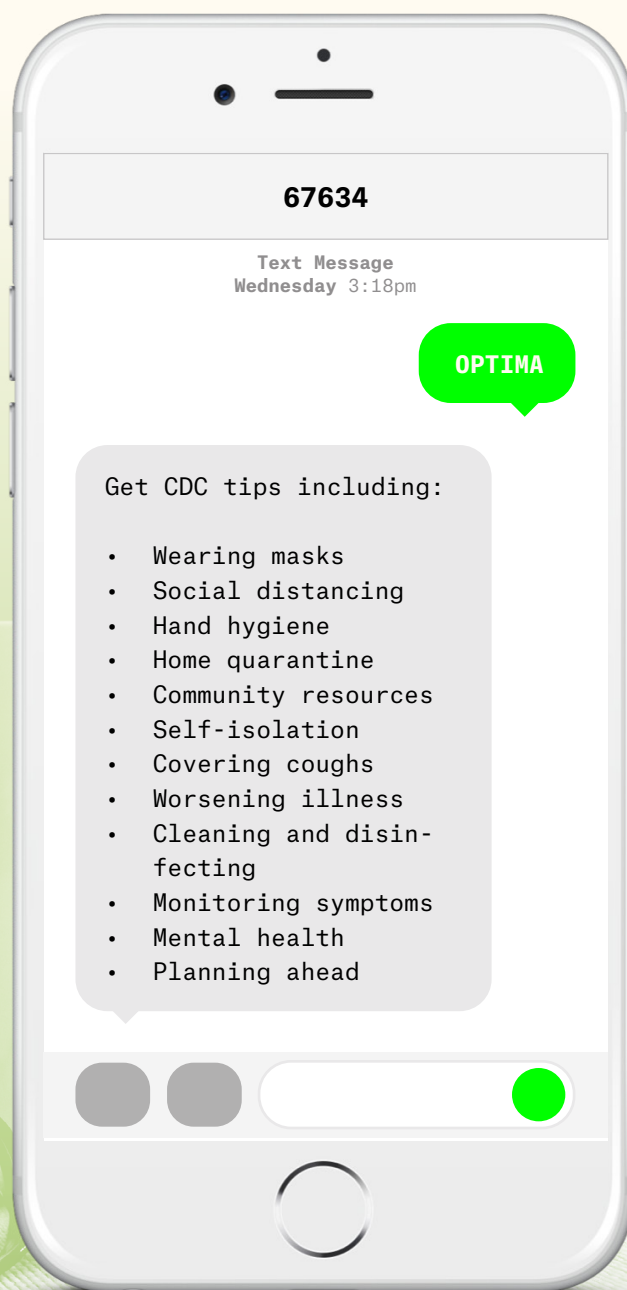 67634
Text Message
Wednesday 3:18pm
OPTIMA
Get CDC tips including:
• Wearing masks
• Social distancing
• Hand hygiene
• Home quarantine
• Community resources
• Self-isolation
• Covering coughs
• Worsening illness
• Cleaning and disin-
fecting
• Monitoring symptoms
• Mental health
• Planning ahead